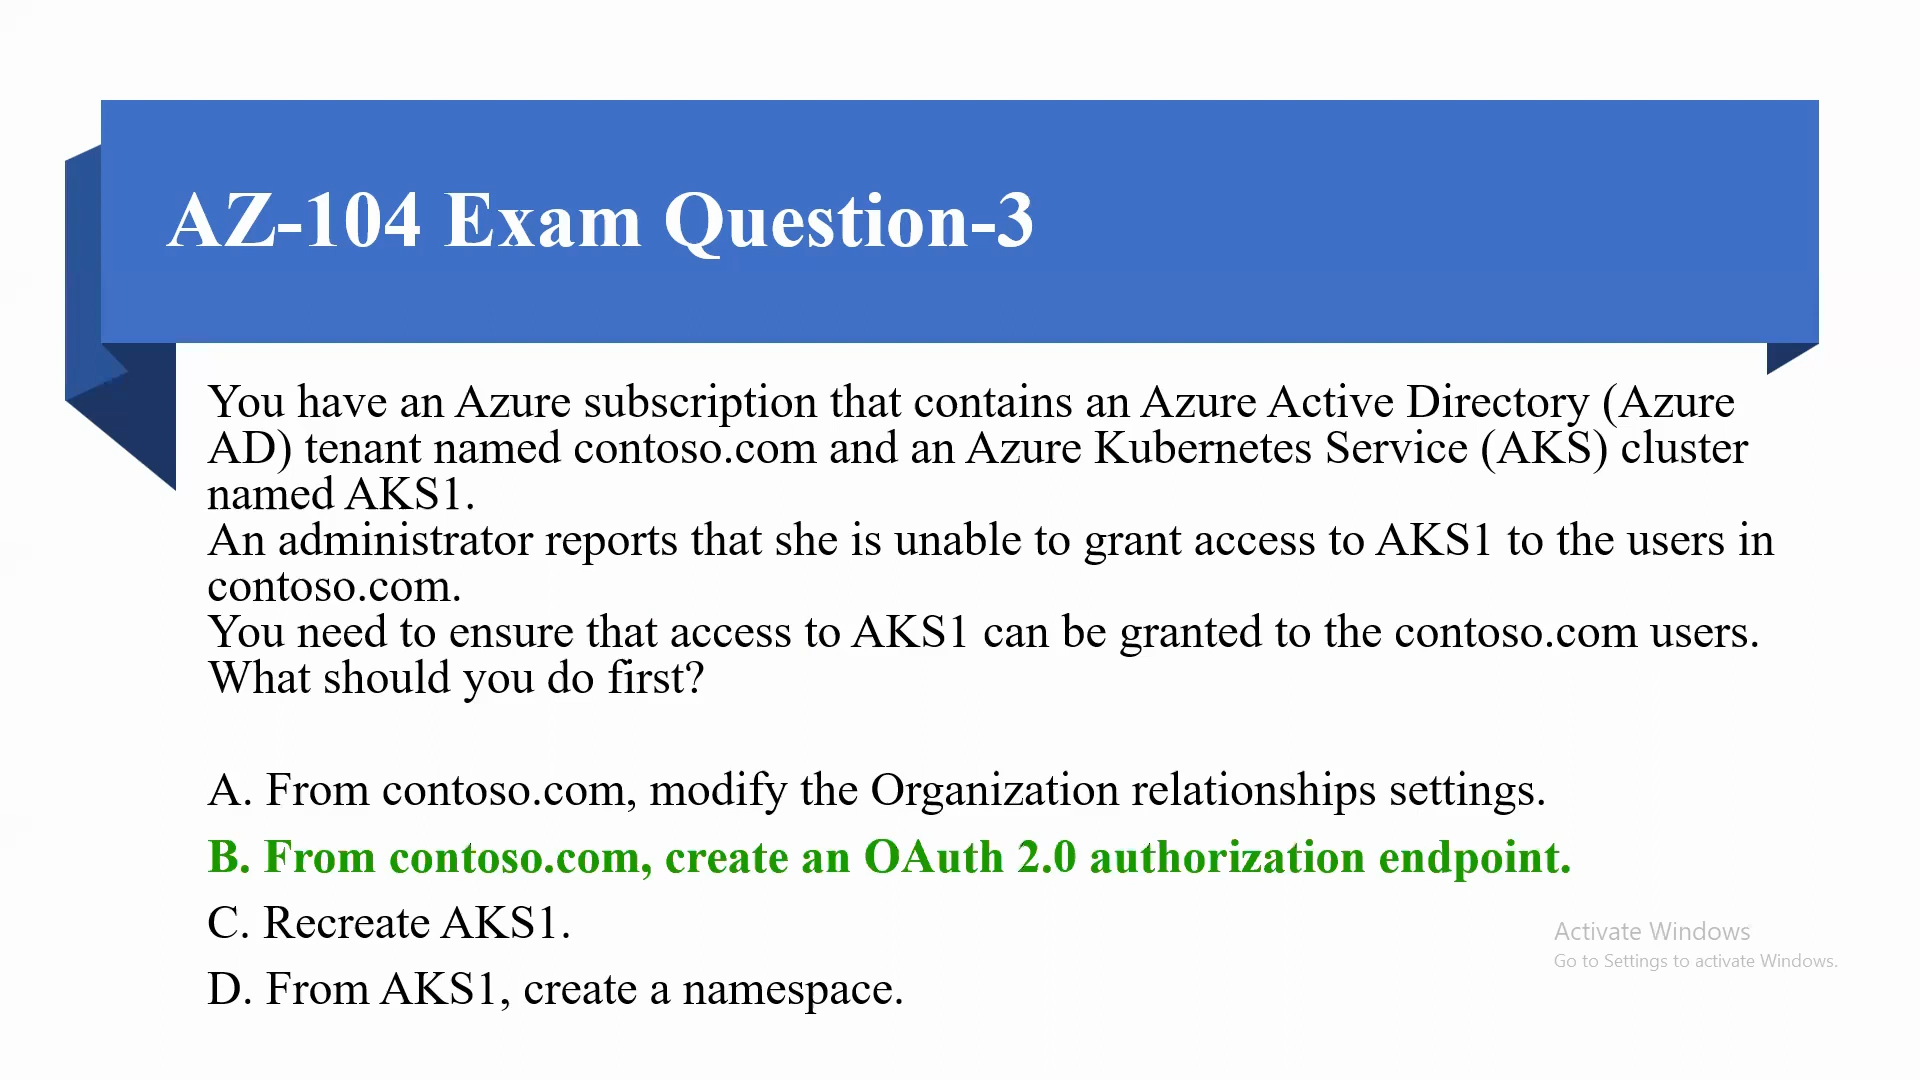 AZ-104 Exam Question-3
You have an Azure subscription that contains an Azure Active Directory (Azure
AD) tenant named contoso.com and an Azure Kubernetes Service (AKS) cluster
named AKS1.
An administrator reports that she is unable to grant access to AKS1 to the users in
contoso.com.
You need to ensure that access to AKS1 can be granted to the contoso.com users.
What should you do first?
A. From contoso.com, modify the Organization relationships settings.
B. From contoso.com, create an OAuth 2.0 authorization endpoint.
C. Recreate AKS1.
D. From AKS1, create a namespace.
Activate Windows
Go to Settings to activate Windows.